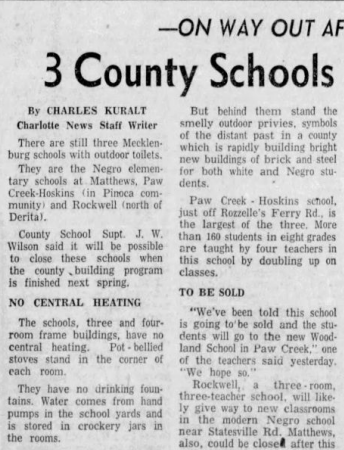 —ON WAY OUT AF
3 County Schools
By CHARLES KURALT
Charlotte News Staff Writer
There are still three Mecklen-
burg schools with outdoor toilets.
They are the Negro elemen-
tary schools at Matthews, Paw
Creek-Hoskins (in Pinoca com-
munity) and Rockwell (north of
Derita).
County School Supt. J. W.
Wilson said it will be possible
to close these schools when
the county building program
is finished next spring.
NO CENTRAL HEATING
The schools, three and four-
room frame buildings, have no
central heating. Pot-bellied
stoves stand in the corner of
each room.
They have no drinking foun-
tains. Water comes from hand
pumps in the school yards and
is stored in crockery jars in
the rooms.
But behind them stand the
smelly outdoor privies, symbols
of the distant past in a county
which is rapidly building bright
new buildings of brick and steel
for both white and Negro stu-
dents.
Paw Creek - Hoskins school,
just off Rozzelle's Ferry Rd., is
the largest of the three. More
than 160 students in eight grades
are taught by four teachers in
this school by doubling up on
classes.
TO BE SOLD
"We've been told this school
is going to be sold and the stu-
dents will go to the new Wood-
land School in Paw Creek," one
of the teachers said yesterday.
"We hope so."
Rockwell, a three-room,
three-teacher school, will like-
ly give way to new classrooms
in the modern Negro school
near Statesville Rd. Matthews,
also, could be closed after this